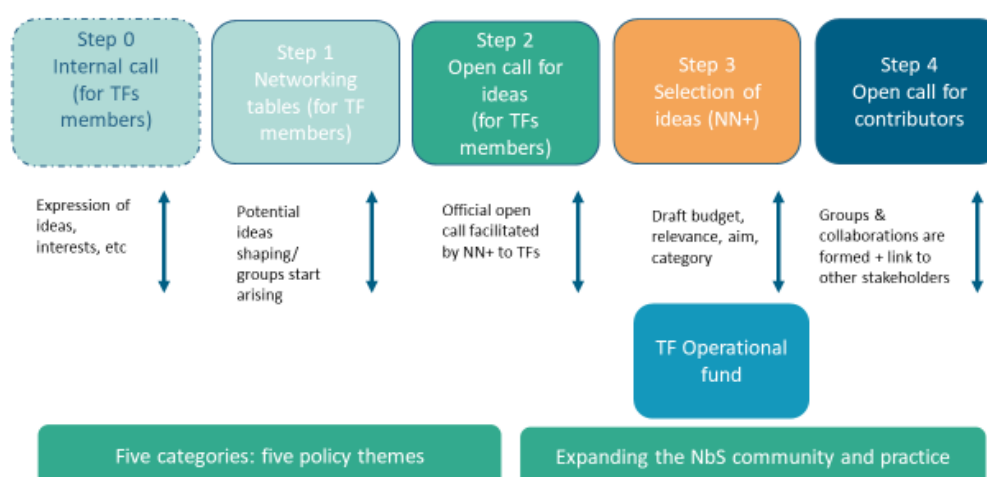 Step 0
Internal call
(for TFs
members)
Step 1
Networking
tables (for TF
members)
Step 2
Open call for
ideas
(for TFs
members)
Step 3
Selection of
ideas (NN+)
Step 4
Open call for
contributors
Expression of
ideas,
interests, etc
Potential
ideas
shaping/
groups start
arising
Official open
call facilitated
by NN+ to TFs
Draft budget,
relevance, aim,
category
Groups &
collaborations are
formed + link to
other stakeholders
TF Operational
fund
Five categories: five policy themes
Expanding the NbS community and practice